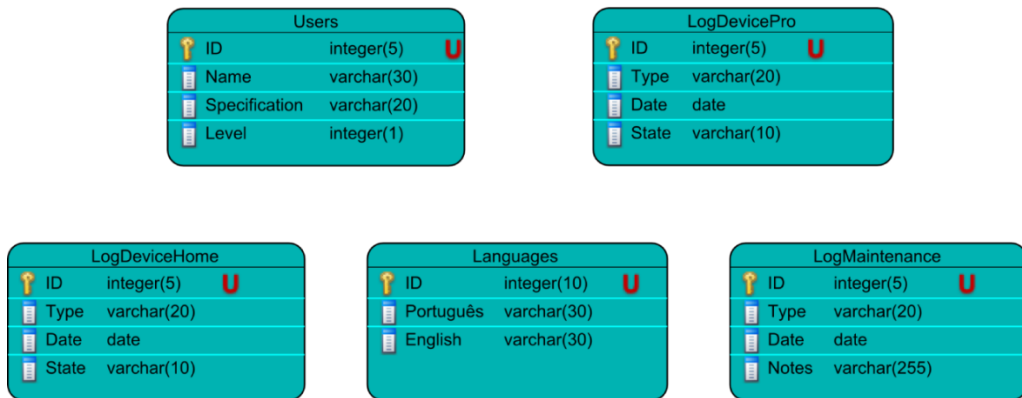 Users
ID integer(5) U
Name varchar(30)
Specification varchar(20)
Level integer(1)
LogDevicePro
ID integer(5) U
Type varchar(20)
Date date
State varchar(10)
LogDeviceHome
ID integer(5) U
Type varchar(20)
Date date
State varchar(10)
Languages
ID integer(10) U
Português varchar(30)
English varchar(30)
LogMaintenance
ID integer(5) U
Type varchar(20)
Date date
Notes varchar(255)